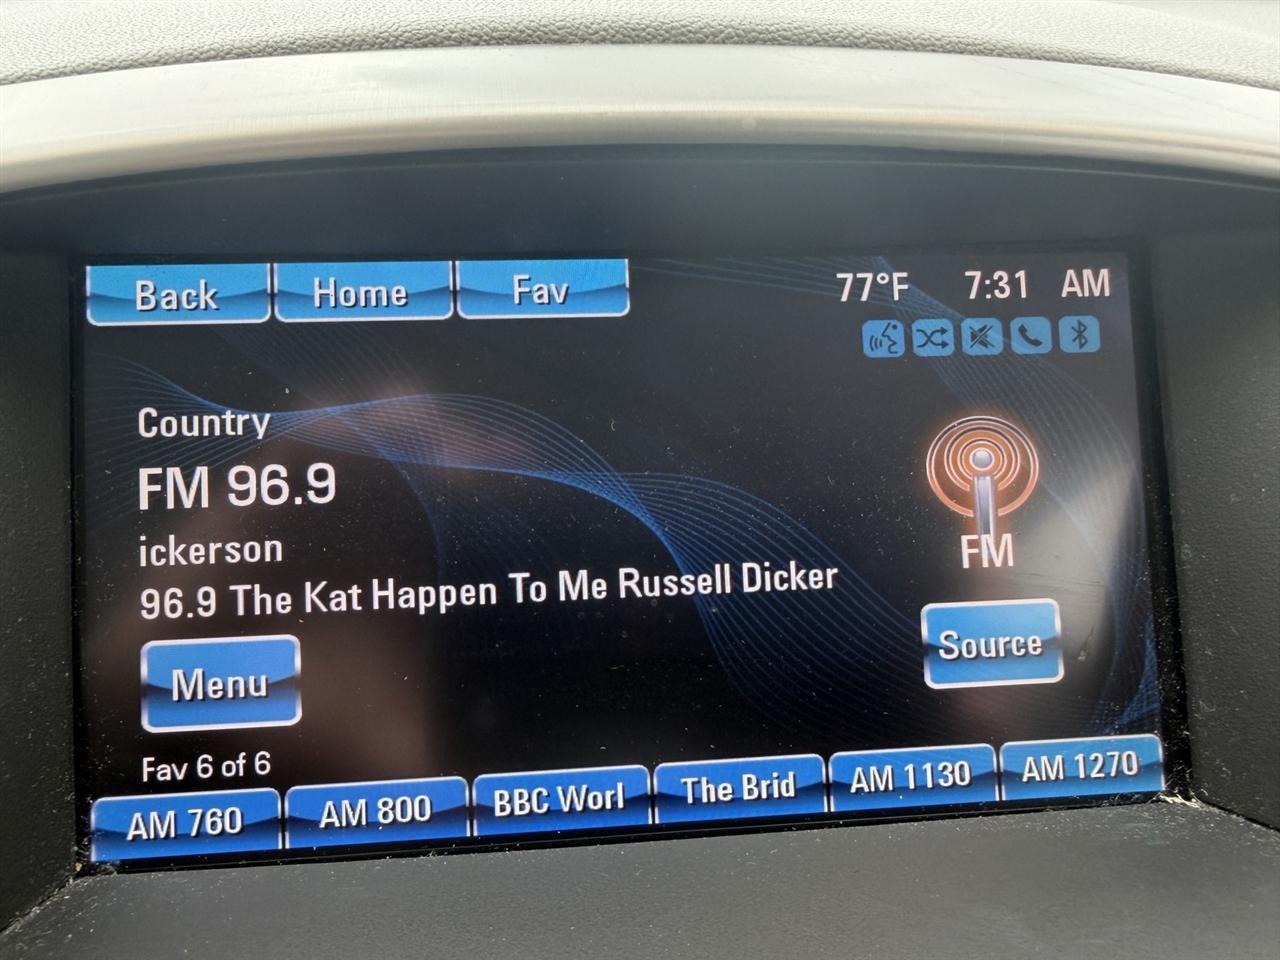 Back Home Fav 77°F 7:31 AM
Country
FM 96.9
ickerson
96.9 The Kat Happen To Me Russell Dicker
FM
Source
Menu
Fav 6 of 6
AM 760 AM 800 BBC Worl The Brid AM 1130 AM 1270